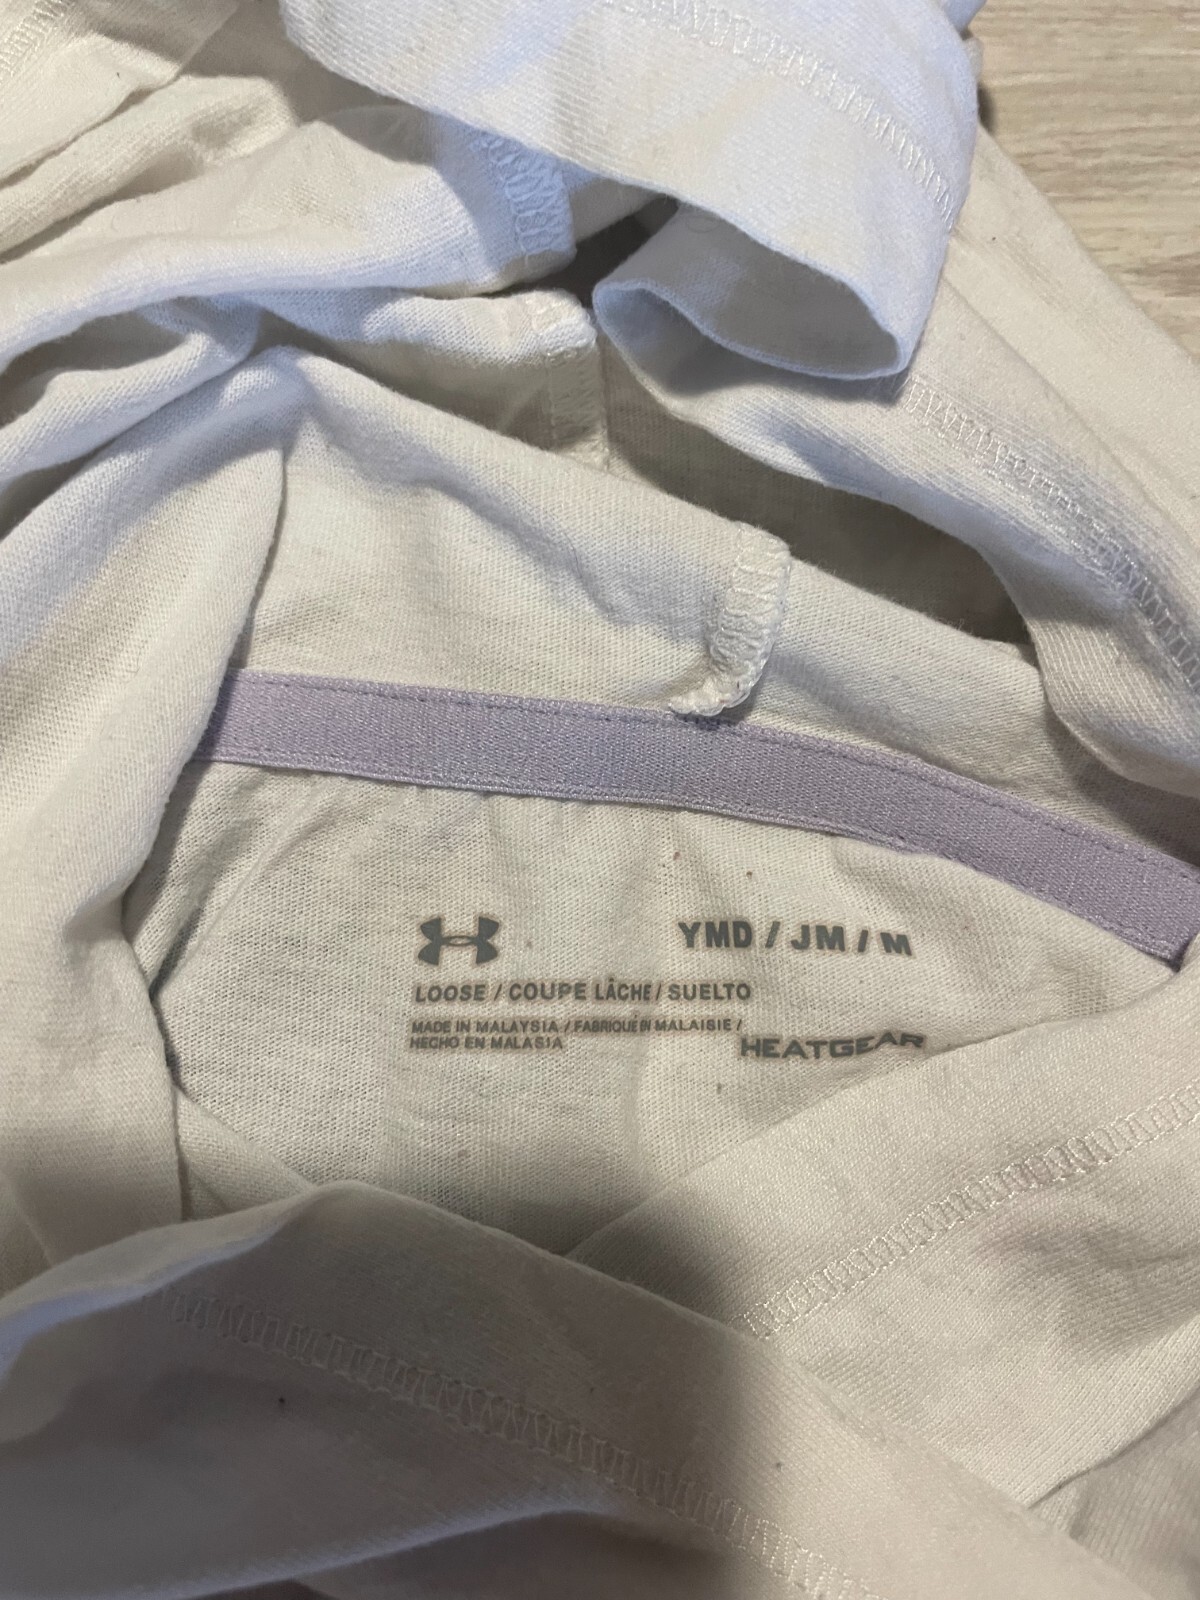 YMD / JM / M
LOOSE / COUPE LÂCHE / SUELTO
MADE IN MALAYSIA / FABRIQUÉ EN MALAISIE /
HECHO EN MALASIA
HEATGEAR